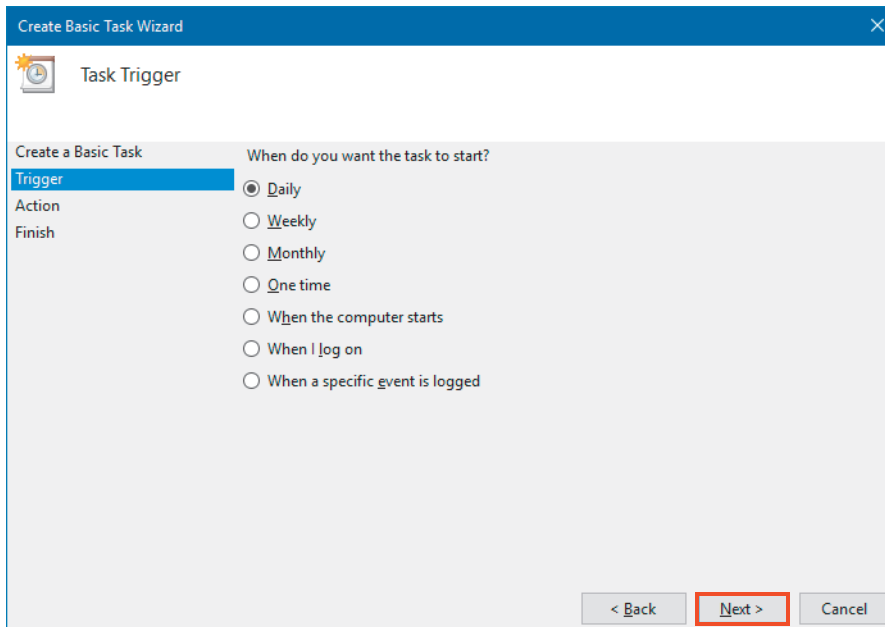 Create Basic Task Wizard
Task Trigger
Create a Basic Task
Trigger
Action
Finish
When do you want the task to start?
Daily
Weekly
Monthly
One time
When the computer starts
When I log on
When a specific event is logged
< Back
Next >
Cancel